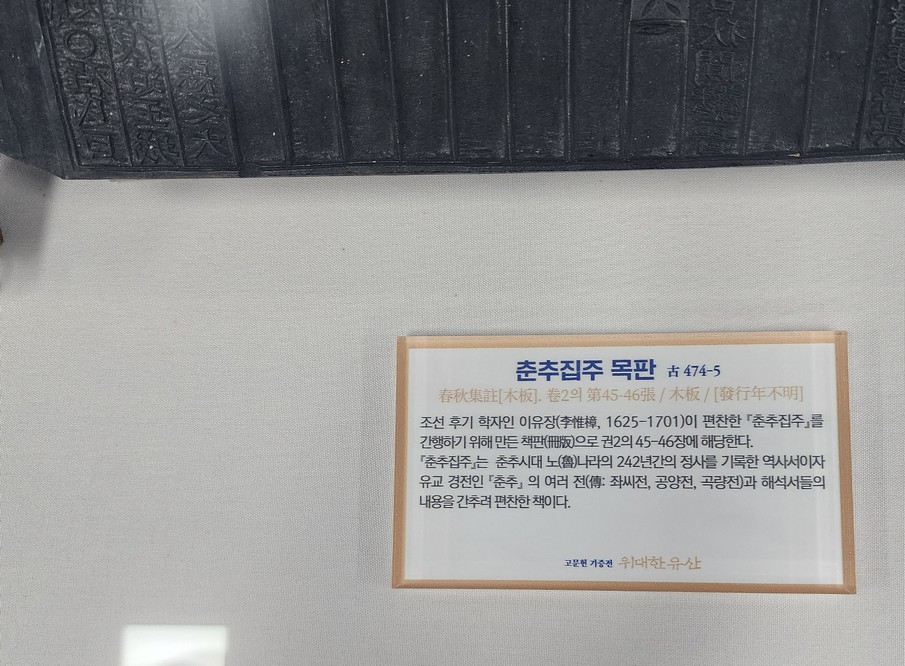 춘추집주 목판 古 474-5
春秋集註[木板]. 卷2의 第45-46張 / 木板 / [發行年不明]
조선 후기 학자인 이유장(李惟樟, 1625-1701)이 편찬한 『춘추집주』를
간행하기 위해 만든 책판(冊版)으로 권2의 45-46장에 해당한다.
『춘추집주』는 춘추시대 노(魯)나라의 242년간의 정사를 기록한 역사서이자
유교 경전인 『춘추』 의 여러 전(傳: 좌씨전, 공양전, 곡량전)과 해석서들의
내용을 간추려 편찬한 책이다.
고문헌 기증전 위대한 유산